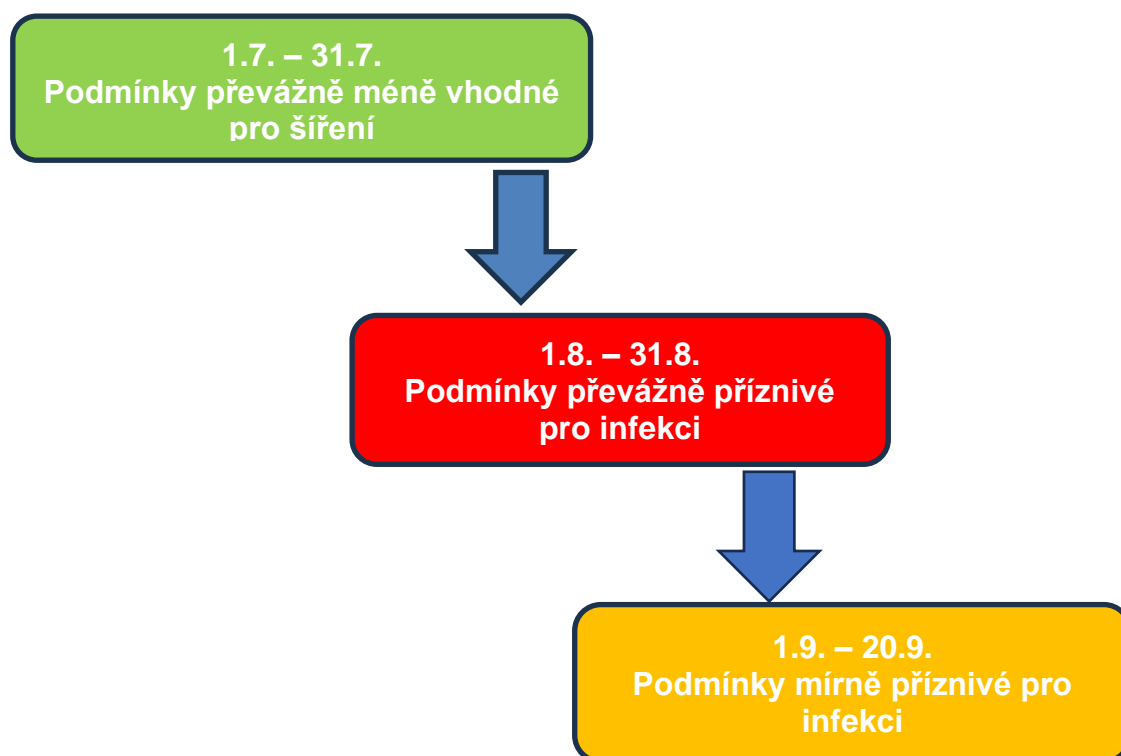 1.7. – 31.7.
Podmínky převážně méně vhodné
pro šíření
1.8. – 31.8.
Podmínky převážně příznivé
pro infekci
1.9. – 20.9.
Podmínky mírně příznivé pro
infekci